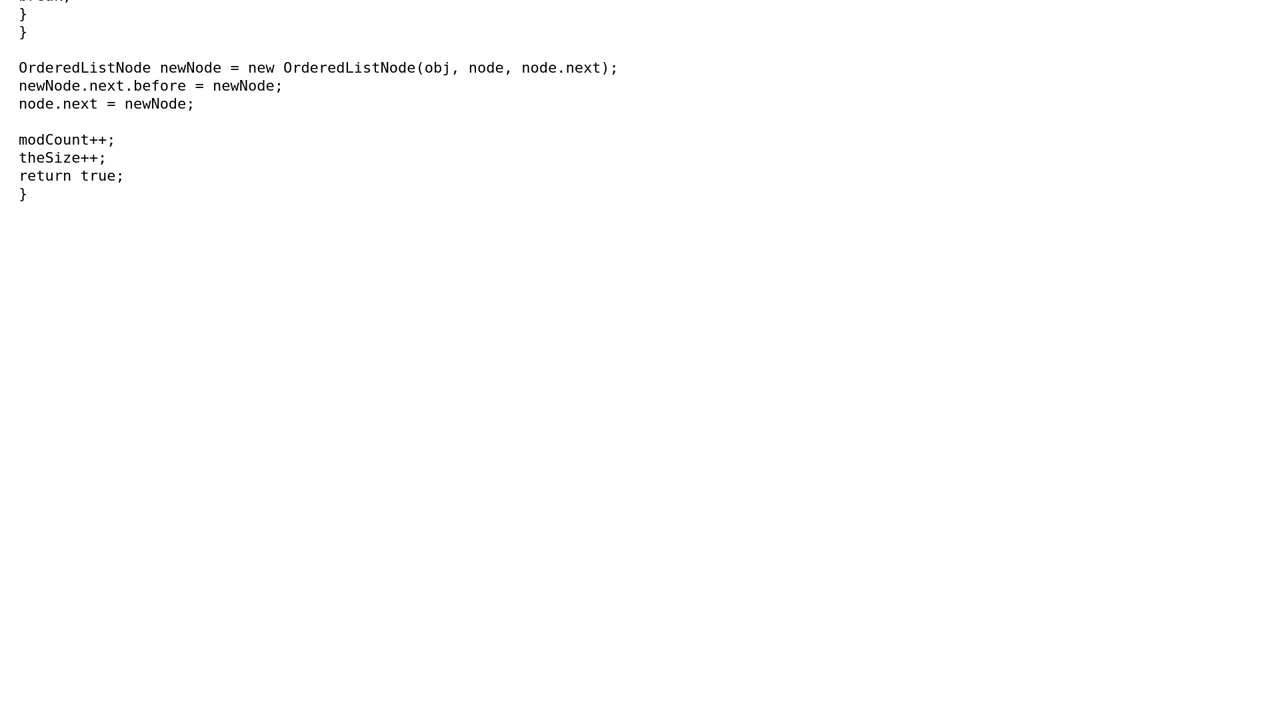 }
}
OrderedListNode newNode = new OrderedListNode(obj, node, node.next);
newNode.next.before = newNode;
node.next = newNode;
modCount++;
theSize++;
return true;
}